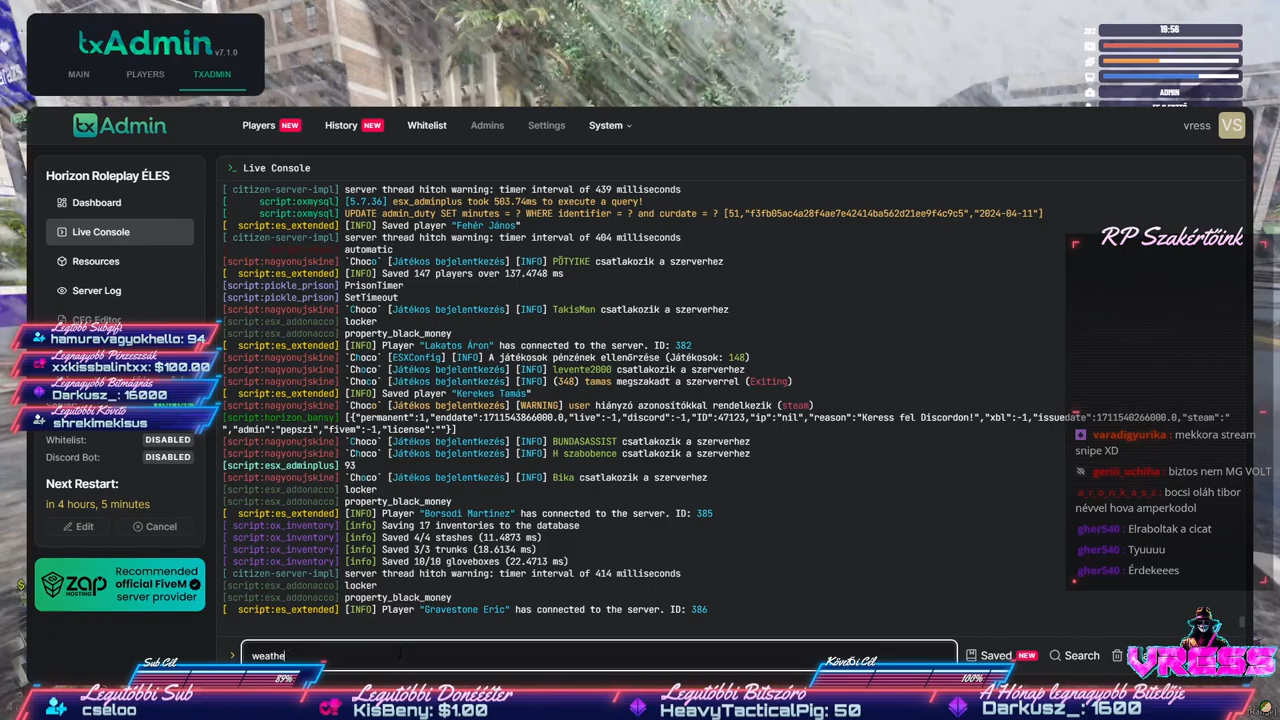 txAdmin v7.1.0
MAIN PLAYERS TXADMIN
19:56
ADMIN
txAdmin
Players NEW History NEW Whitelist Admins Settings System
vress VS
Horizon Roleplay ÉLES
Dashboard
Live Console
Resources
Server Log
CFG Editor
Legtöbb Subgift
hamuravagyokhello: 94
Legnagyobb Pénzeszsák
xxkissbalintxx: $100.00
Legnagyobb Bitmágnás
Darkusz_: 16000
Legutóbbi Követő
shrekimekisus
Whitelist: DISABLED
Discord Bot: DISABLED
Next Restart:
in 4 hours, 5 minutes
Edit Cancel
ZAP HOSTING
Recommended
official FiveM
server provider
>_ Live Console
[ citizen-server-impl] server thread hitch warning: timer interval of 439 milliseconds
[ script:oxmysql] [5.7.36] esx_adminplus took 503.74ms to execute a query!
[ script:oxmysql] UPDATE admin_duty SET minutes = ? WHERE identifier = ? and curdate = ? [51,"f3fb05ac4a28f4ae7e42414ba562d21ee9f4c9c5","2024-04-11"]
[ script:es_extended] [INFO] Saved player "Fehér János"
[ citizen-server-impl] server thread hitch warning: timer interval of 404 milliseconds
automatic
[script:nagyonujskine] `Choco` [Játékos bejelentkezés] [INFO] PÖTYIKE csatlakozik a szerverhez
[ script:es_extended] [INFO] Saved 147 players over 137.4748 ms
[script:pickle_prison] PrisonTimer
[script:pickle_prison] SetTimeout
[script:nagyonujskine] `Choco` [Játékos bejelentkezés] [INFO] TakisMan csatlakozik a szerverhez
[script:esx_addonacco] locker
[script:esx_addonacco] property_black_money
[ script:es_extended] [INFO] Player "Lakatos Áron" has connected to the server. ID: 382
[script:nagyonujskine] `Choco` [ESXConfig] [INFO] A játékosok pénzének ellenőrzése (Játékosok: 148)
[script:nagyonujskine] `Choco` [Játékos bejelentkezés] [INFO] levente2000 csatlakozik a szerverhez
[script:nagyonujskine] `Choco` [Játékos bejelentkezés] [INFO] (348) tamas megszakadt a szerverrel (Exiting)
[ script:es_extended] [INFO] Saved player "Kerekes Tamás"
[script:nagyonujskine] `Choco` [Játékos bejelentkezés] [WARNING] user hiányzó azonosítókkal rendelkezik (steam)
[script:horizon_bansy] [{"permanent":1,"enddate":1711543866000.0,"live":-1,"discord":-1,"ID":47123,"ip":"nil","reason":"Keress fel Discordon!","xbl":-1,"issuedate":1711540266000.0,"steam":"
","admin":"pepszi","fivem":-1,"license":""}]
[script:nagyonujskine] `Choco` [Játékos bejelentkezés] [INFO] BUNDASASSIST csatlakozik a szerverhez
[script:nagyonujskine] `Choco` [Játékos bejelentkezés] [INFO] H szabobence csatlakozik a szerverhez
[script:esx_adminplus] 93
[script:nagyonujskine] `Choco` [Játékos bejelentkezés] [INFO] Bika csatlakozik a szerverhez
[script:esx_addonacco] locker
[script:esx_addonacco] property_black_money
[ script:es_extended] [INFO] Player "Borsodi Martinez" has connected to the server. ID: 385
[ script:ox_inventory] [info] Saving 17 inventories to the database
[ script:ox_inventory] [info] Saved 4/4 stashes (11.4873 ms)
[ script:ox_inventory] [info] Saved 3/3 trunks (18.6134 ms)
[ script:ox_inventory] [info] Saved 10/10 gloveboxes (22.4713 ms)
[ citizen-server-impl] server thread hitch warning: timer interval of 414 milliseconds
[script:esx_addonacco] locker
[script:esx_addonacco] property_black_money
[ script:es_extended] [INFO] Player "Gravestone Eric" has connected to the server. ID: 386
> weathe
Saved NEW Search
RP Szakértőink
varadigyurika : mekkora stream
snipe XD
geriii_uchiha : biztos nem MG VOLT
a_r_o_n_k_a_s_z : bocsi oláh tibor
névvel hova amperkodol
gher540 : Elraboltak a cicat
gher540 : Tyuuuu
gher540 : Érdekeees
VRESS
Sub Cél
89%
Követési Cél
100%
Legutóbbi Sub
cseloo
Legutóbbi Donééter
KisBeny: $1.00
Legutóbbi Bitszóró
HeavyTacticalPig: 50
A Hónap legnagyobb Bitelője
Darkusz_: 1600